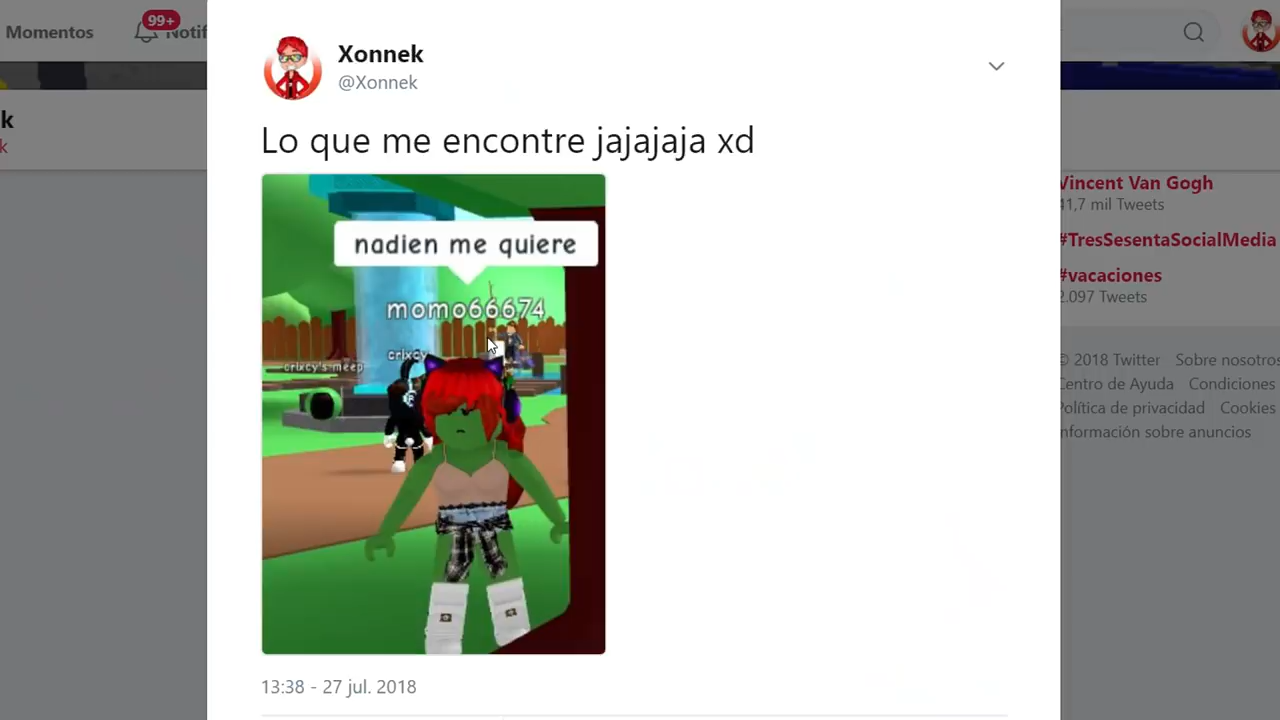 Momentos
99+
Notif
Xonnek
@Xonnek
k
k
Lo que me encontre jajajaja xd
nadien me quiere
momo66674
crixcy
crixcy's meep
13:38 - 27 jul. 2018
Vincent Van Gogh
41,7 mil Tweets
#TresSesentaSocialMedia
#vacaciones
2.097 Tweets
© 2018 Twitter Sobre nosotros
Centro de Ayuda Condiciones
Política de privacidad Cookies
Información sobre anuncios